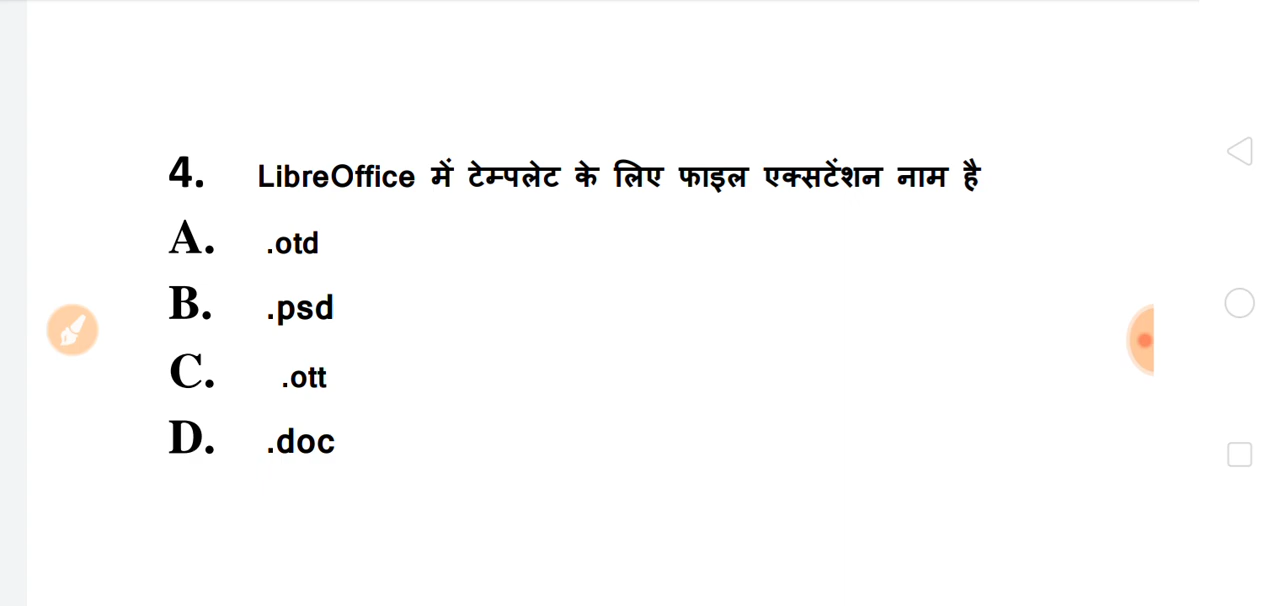 4. LibreOffice में टेम्पलेट के लिए फाइल एक्सटेंशन नाम है
A. .otd
B. .psd
C. .ott
D. .doc